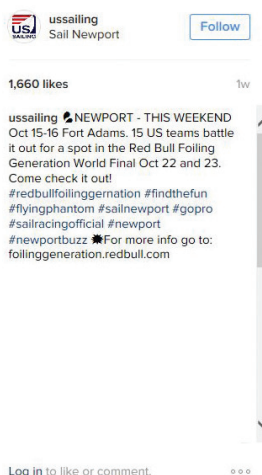 US
SAILING
ussailing
Sail Newport
Follow
1,660 likes
1w
ussailing NEWPORT - THIS WEEKEND
Oct 15-16 Fort Adams. 15 US teams battle
it out for a spot in the Red Bull Foiling
Generation World Final Oct 22 and 23.
Come check it out!
#redbullfoilinggernation #findthefun
#flyingphantom #sailnewport #gopro
#sailracingofficial #newport
#newportbuzz ✹For more info go to:
foilinggeneration.redbull.com
Log in to like or comment.